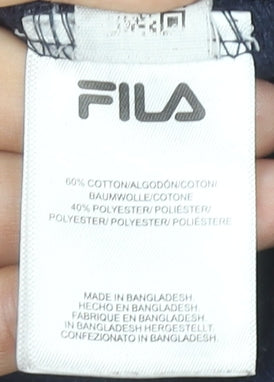 FILA
60% COTTON/ALGODÓN/COTON/
BAUMWOLLE/COTONE
40% POLYESTER/ POLIÉSTER/
POLYESTER/ POLYESTER/ POLIESTERE
MADE IN BANGLADESH.
HECHO EN BANGLADESH.
FABRIQUE EN BANGLADESH.
IN BANGLADESH HERGESTELLT.
CONFEZIONATO IN BANGLADESH.